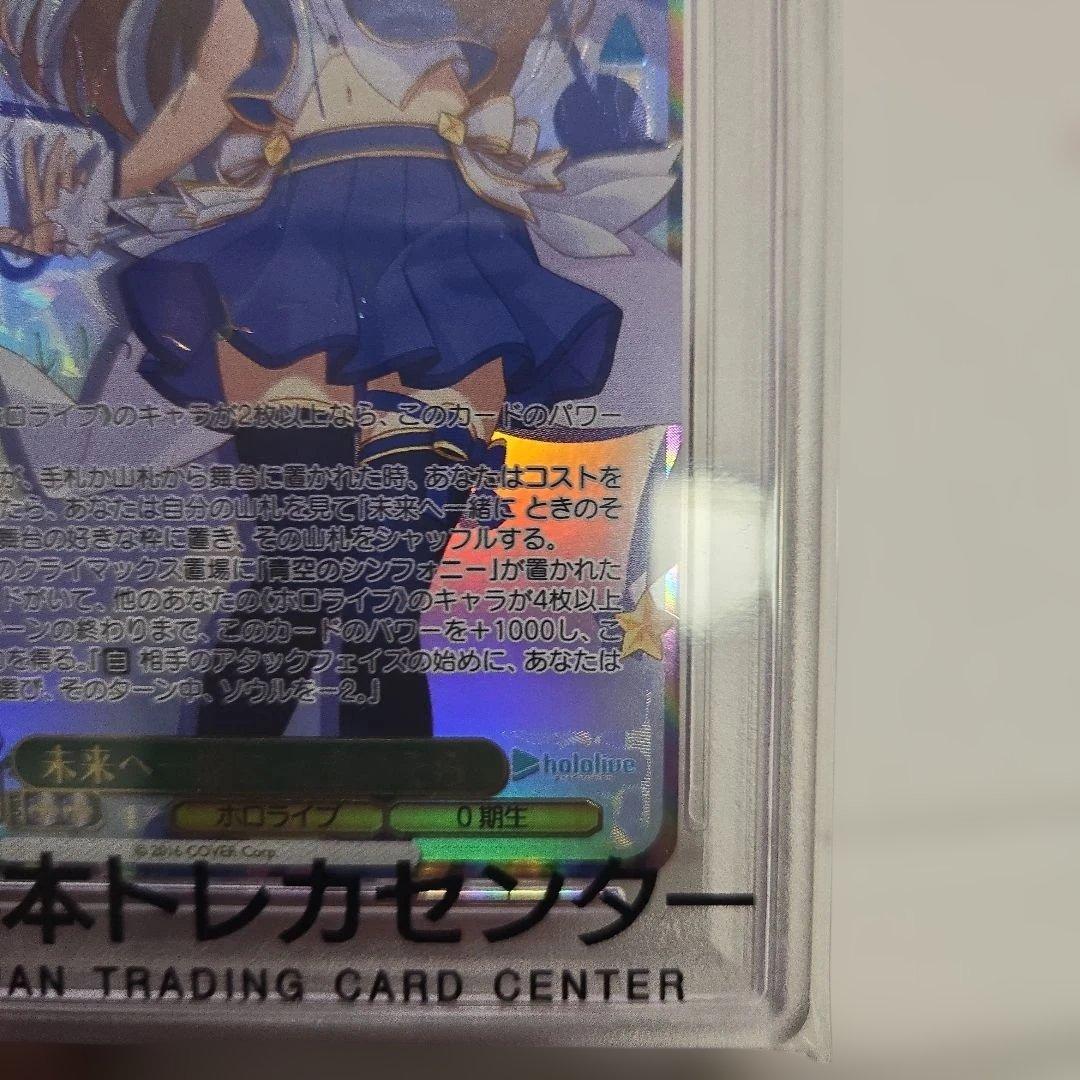 ホロライブ》のキャラが2枚以上なら、このカードのパワー
が、手札か山札から舞台に置かれた時、あなたはコストを
たら、あなたは自分の山札を見て「未来へ一緒に ときのそ
舞台の好きな枠に置き、その山札をシャッフルする。
のクライマックス置場に「青空のシンフォニー」が置かれた
ドがいて、他のあなたの《ホロライブ》のキャラが4枚以上
ーンの終わりまで、このカードのパワーを+1000し、こ
を得る。「自 相手のアタックフェイズの始めに、あなたは
選び、そのターン中、ソウルを－2。」
未来へ
hololive
ホロライブ 0期生
© 2016 COVER Corp.
本トレカセンター
AN TRADING CARD CENTER